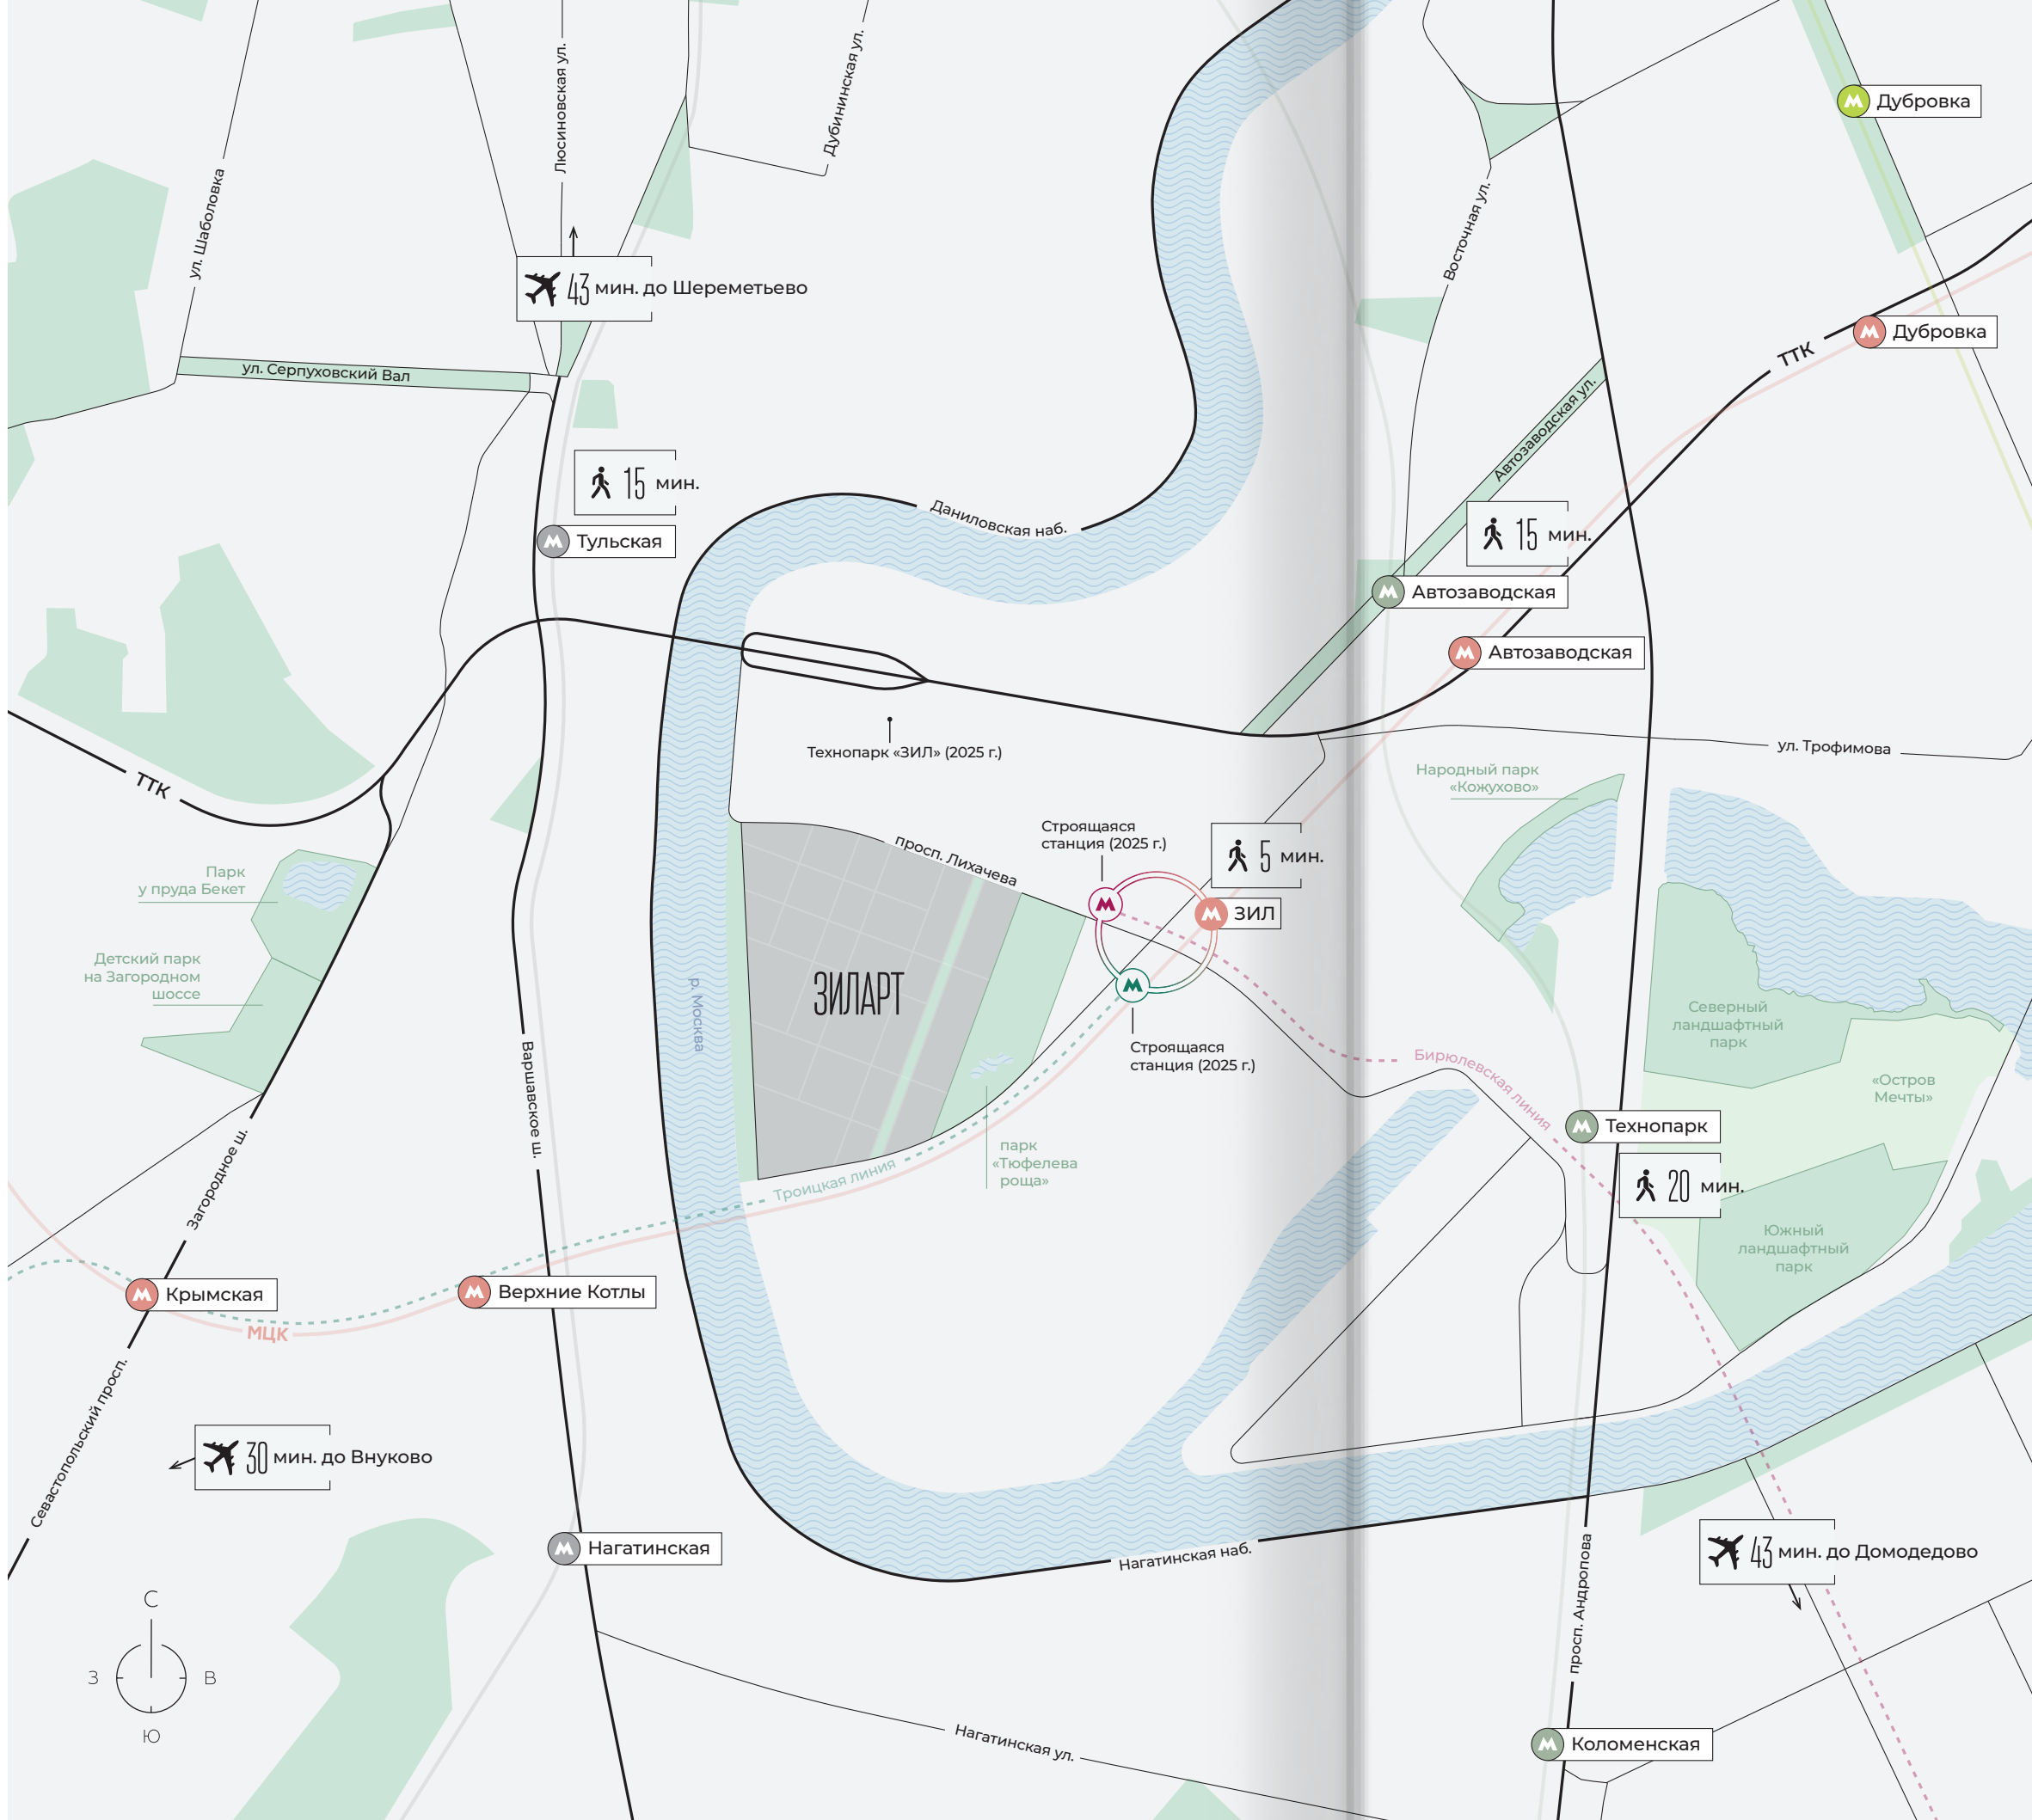 Люсиновская ул.
Дубининская ул.
ул. Шаболовка
Дубровка
Восточная ул.
43 мин. до Шереметьево
Дубровка
ТТК
ул. Серпуховский Вал
Автозаводская ул.
15 мин.
Даниловская наб.
15 мин.
Тульская
Автозаводская
Автозаводская
Технопарк «ЗИЛ» (2025 г.)
ул. Трофимова
Народный парк
«Кожухово»
ТТК
Строящаяся
станция (2025 г.)
просп. Лихачева
5 мин.
Парк
у пруда Бекет
ЗИЛ
Детский парк
на Загородном
шоссе
ЗИЛАРТ
р. Москва
Северный
ландшафтный
парк
Строящаяся
станция (2025 г.)
Бирюлевская линия
«Остров
Мечты»
Варшавское ш.
Технопарк
парк
«Тюфелева
роща»
Троицкая линия
20 мин.
Загородное ш.
Южный
ландшафтный
парк
Крымская
Верхние Котлы
МЦК
Севастопольский просп.
30 мин. до Внуково
Нагатинская
Нагатинская наб.
43 мин. до Домодедово
просп. Андропова
С
З
В
Ю
Нагатинская ул.
Коломенская